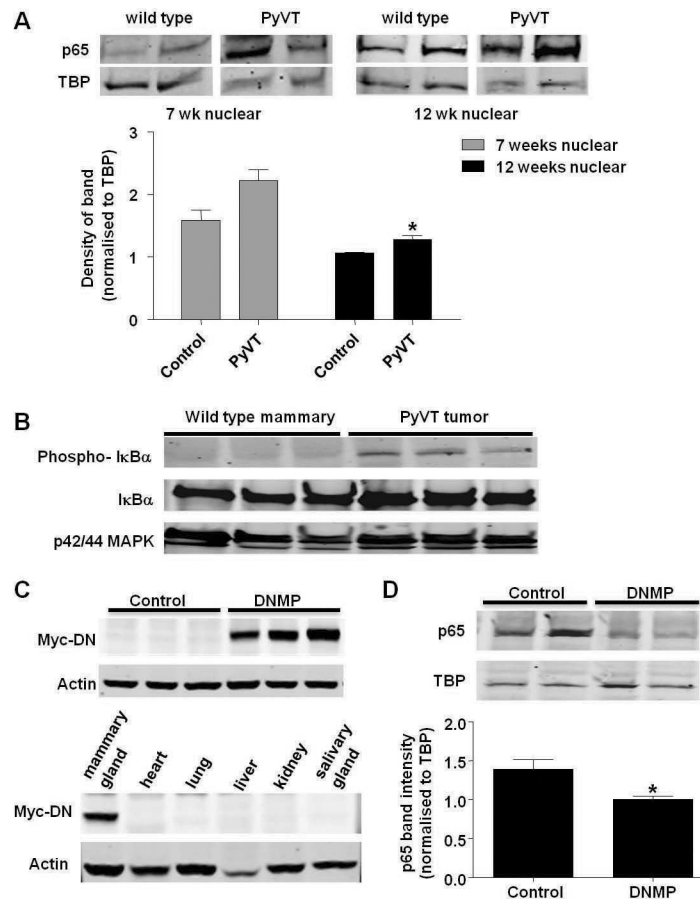 A
wild type PyVT wild type PyVT
p65
TBP
7 wk nuclear 12 wk nuclear
Density of band
(normalised to TBP)
3
2
1
0
7 weeks nuclear
12 weeks nuclear
*
Control PyVT Control PyVT
B
Wild type mammary PyVT tumor
Phospho- IκBα
IκBα
p42/44 MAPK
C
Control DNMP
Myc-DN
Actin
mammary gland heart lung liver kidney salivary gland
Myc-DN
Actin
D
Control DNMP
p65
TBP
p65 band intensity
(normalised to TBP)
1.5
1.0
0.5
0.0
*
Control DNMP